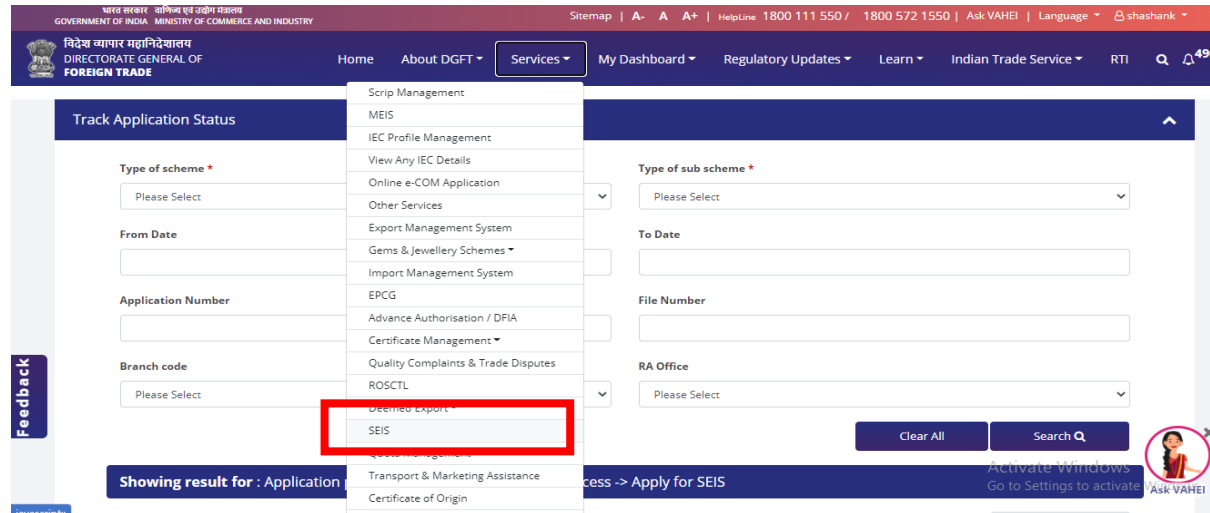 भारत सरकार वाणिज्य एवं उद्योग मंत्रालय
GOVERNMENT OF INDIA MINISTRY OF COMMERCE AND INDUSTRY
Sitemap | A- A A+ | HelpLine 1800 111 550 / 1800 572 1550 | Ask VAHEI | Language shashank
विदेश व्यापार महानिदेशालय
DIRECTORATE GENERAL OF
FOREIGN TRADE
Home About DGFT Services My Dashboard Regulatory Updates Learn Indian Trade Service RTI 49
Scrip Management
MEIS
IEC Profile Management
View Any IEC Details
Online e-COM Application
Other Services
Export Management System
Gems & Jewellery Schemes
Import Management System
EPCG
Advance Authorisation / DFIA
Certificate Management
Quality Complaints & Trade Disputes
ROSCTL
Deemed Export
SEIS
Quota Management
Transport & Marketing Assistance
Certificate of Origin
Track Application Status
Type of scheme *
Please Select
Type of sub scheme *
Please Select
From Date
To Date
Application Number
File Number
Branch code
Please Select
RA Office
Please Select
Clear All
Search
Feedback
Showing result for : Application
cess -> Apply for SEIS
Activate Windows
Go to Settings to activate
Ask VAHEI